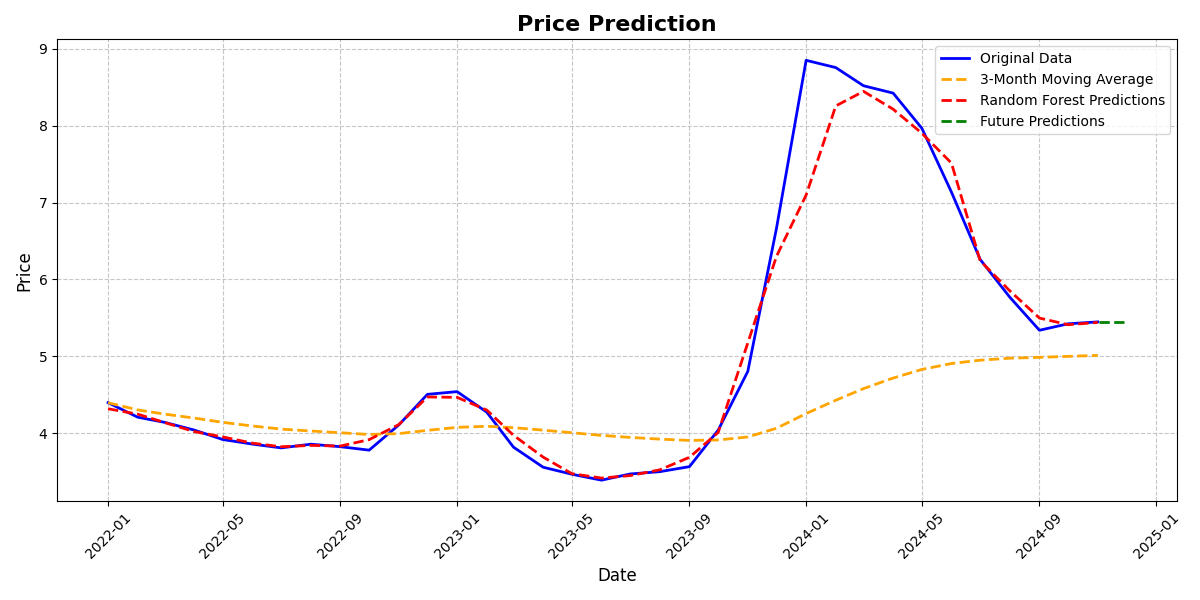 Price Prediction
Original Data
3-Month Moving Average
Random Forest Predictions
Future Predictions
Price
9
8
7
6
5
4
2022-01
2022-05
2022-09
2023-01
2023-05
2023-09
2024-01
2024-05
2024-09
2025-01
Date